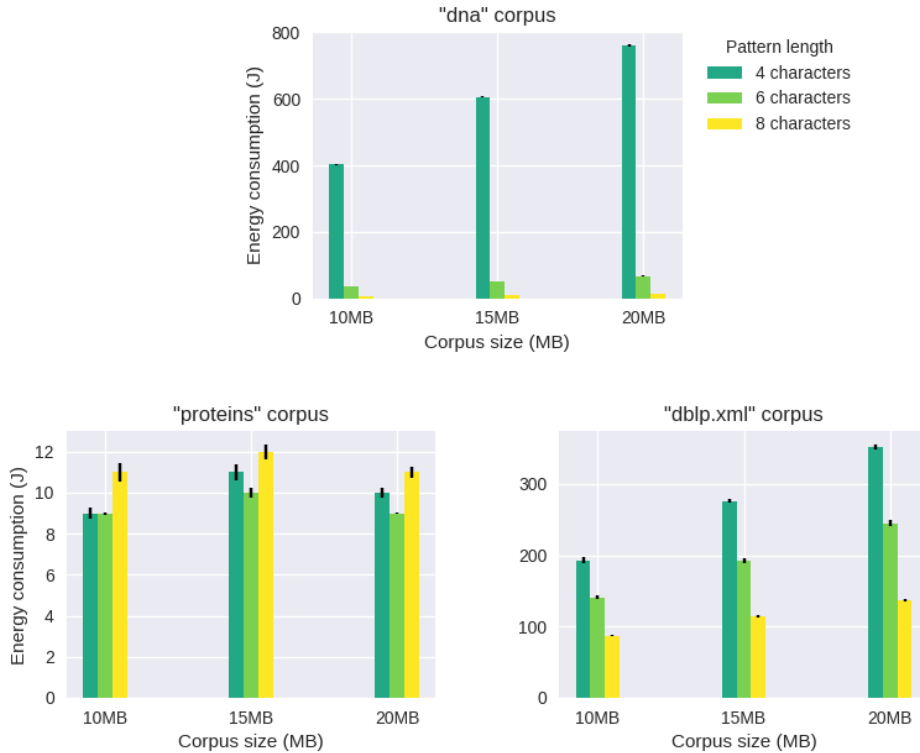 "dna" corpus
800
600
400
200
0
Energy consumption (J)
10MB
15MB
20MB
Corpus size (MB)
Pattern length
4 characters
6 characters
8 characters
"proteins" corpus
12
10
8
6
4
2
0
Energy consumption (J)
10MB
15MB
20MB
Corpus size (MB)
"dblp.xml" corpus
300
200
100
0
10MB
15MB
20MB
Corpus size (MB)